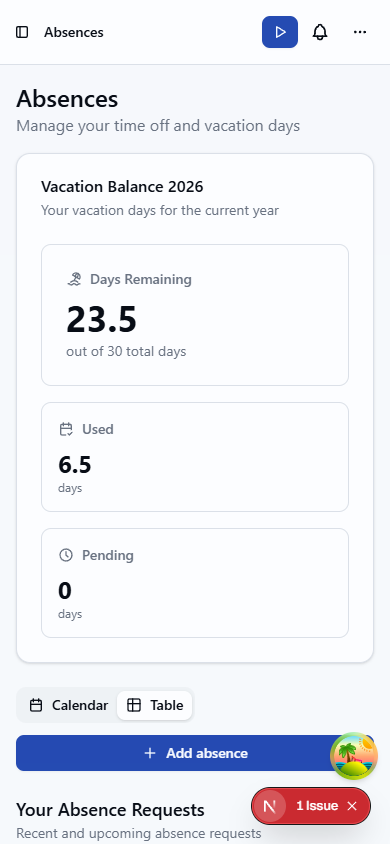 Absences
Absences
Manage your time off and vacation days
Vacation Balance 2026
Your vacation days for the current year
Days Remaining
23.5
out of 30 total days
Used
6.5
days
Pending
0
days
Calendar Table
Add absence
Your Absence Requests
N 1 Issue
Recent and upcoming absence requests